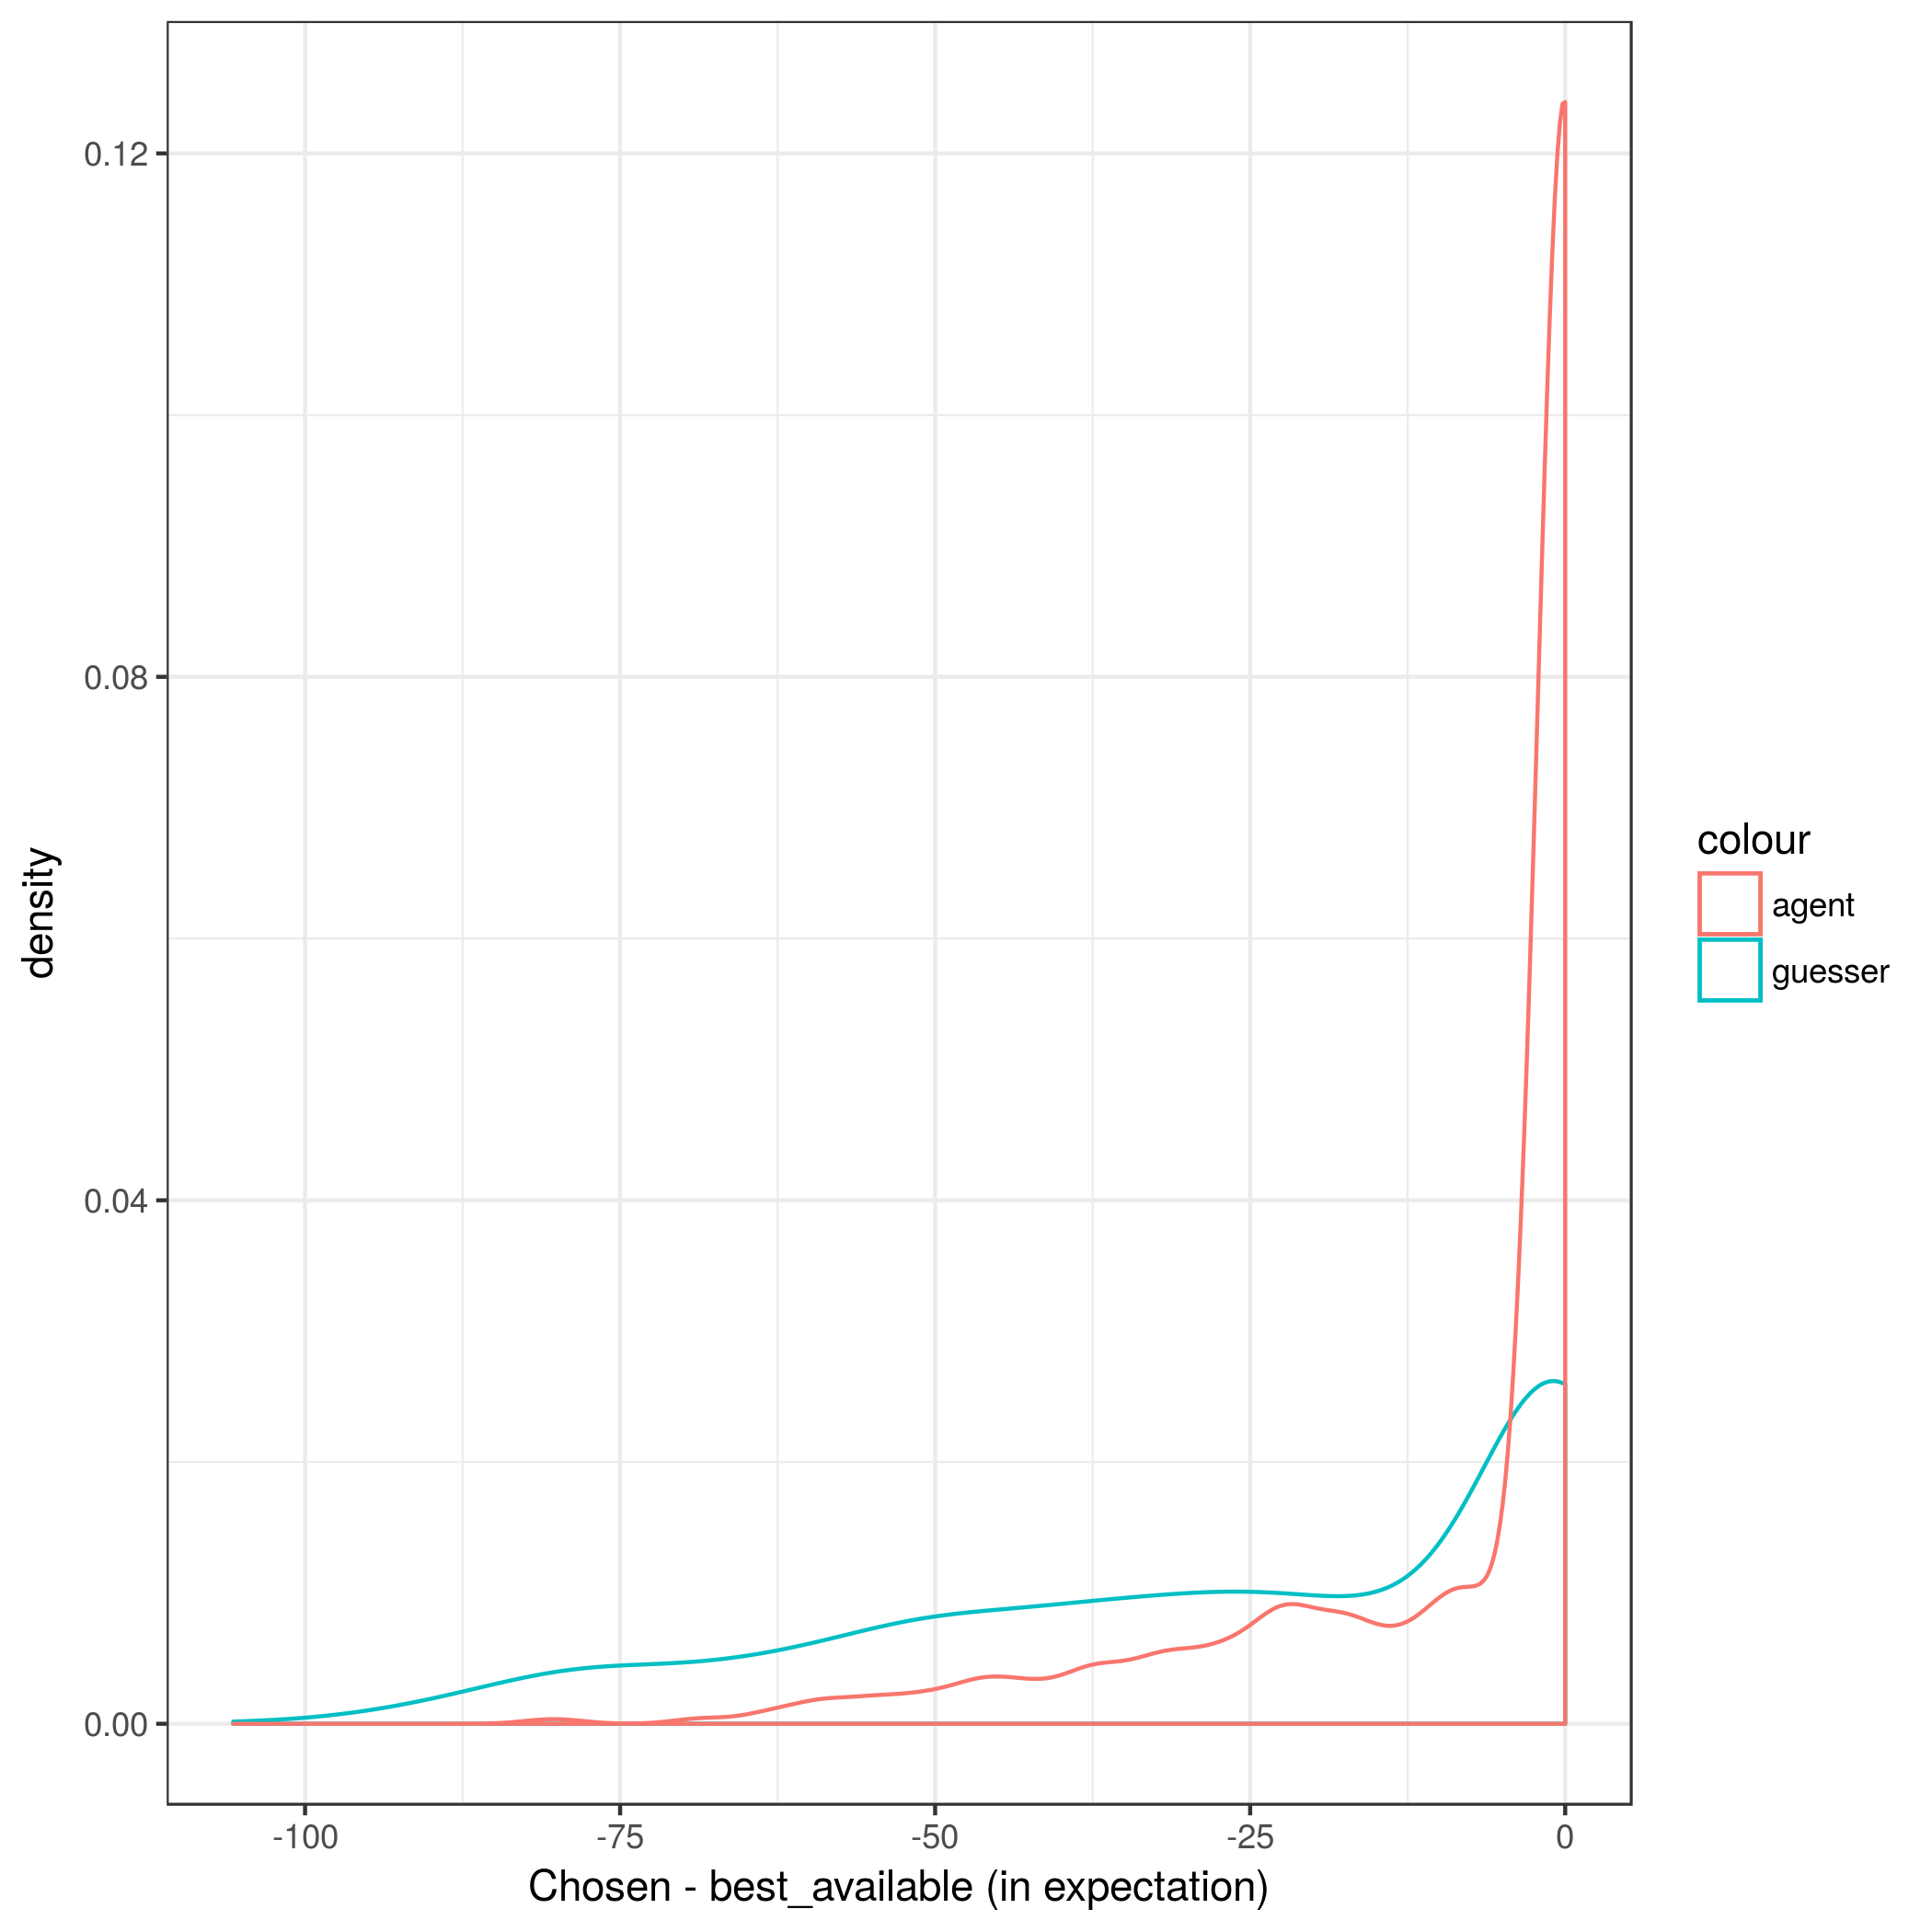 0.12
0.08
0.04
0.00
density
-100
-75
-50
-25
0
Chosen - best_available (in expectation)
colour
agent
guesser